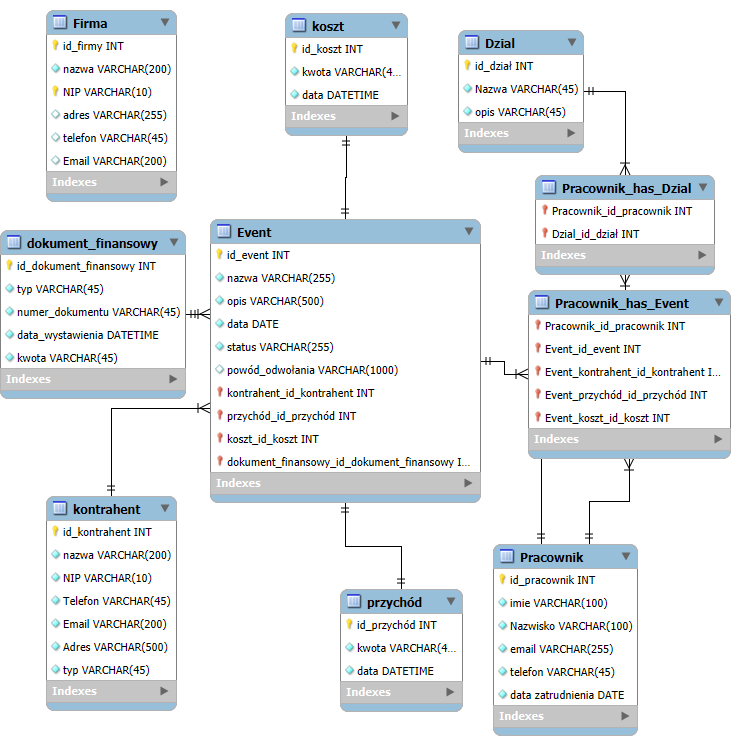 Firma
id_firmy INT
nazwa VARCHAR(200)
NIP VARCHAR(10)
adres VARCHAR(255)
telefon VARCHAR(45)
Email VARCHAR(200)
Indexes
koszt
id_koszt INT
kwota VARCHAR(4...
data DATETIME
Indexes
Dzial
id_dział INT
Nazwa VARCHAR(45)
opis VARCHAR(45)
Indexes
Pracownik_has_Dzial
Pracownik_id_pracownik INT
Dzial_id_dział INT
Indexes
dokument_finansowy
id_dokument_finansowy INT
typ VARCHAR(45)
numer_dokumentu VARCHAR(45)
data_wystawienia DATETIME
kwota VARCHAR(45)
Indexes
Event
id_event INT
nazwa VARCHAR(255)
opis VARCHAR(500)
data DATE
status VARCHAR(255)
powód_odwołania VARCHAR(1000)
kontrahent_id_kontrahent INT
przychód_id_przychód INT
koszt_id_koszt INT
dokument_finansowy_id_dokument_finansowy I...
Indexes
Pracownik_has_Event
Pracownik_id_pracownik INT
Event_id_event INT
Event_kontrahent_id_kontrahent I...
Event_przychód_id_przychód INT
Event_koszt_id_koszt INT
Indexes
kontrahent
id_kontrahent INT
nazwa VARCHAR(200)
NIP VARCHAR(10)
Telefon VARCHAR(45)
Email VARCHAR(200)
Adres VARCHAR(500)
typ VARCHAR(45)
Indexes
przychód
id_przychód INT
kwota VARCHAR(4...
data DATETIME
Indexes
Pracownik
id_pracownik INT
imie VARCHAR(100)
Nazwisko VARCHAR(100)
email VARCHAR(255)
telefon VARCHAR(45)
data zatrudnienia DATE
Indexes